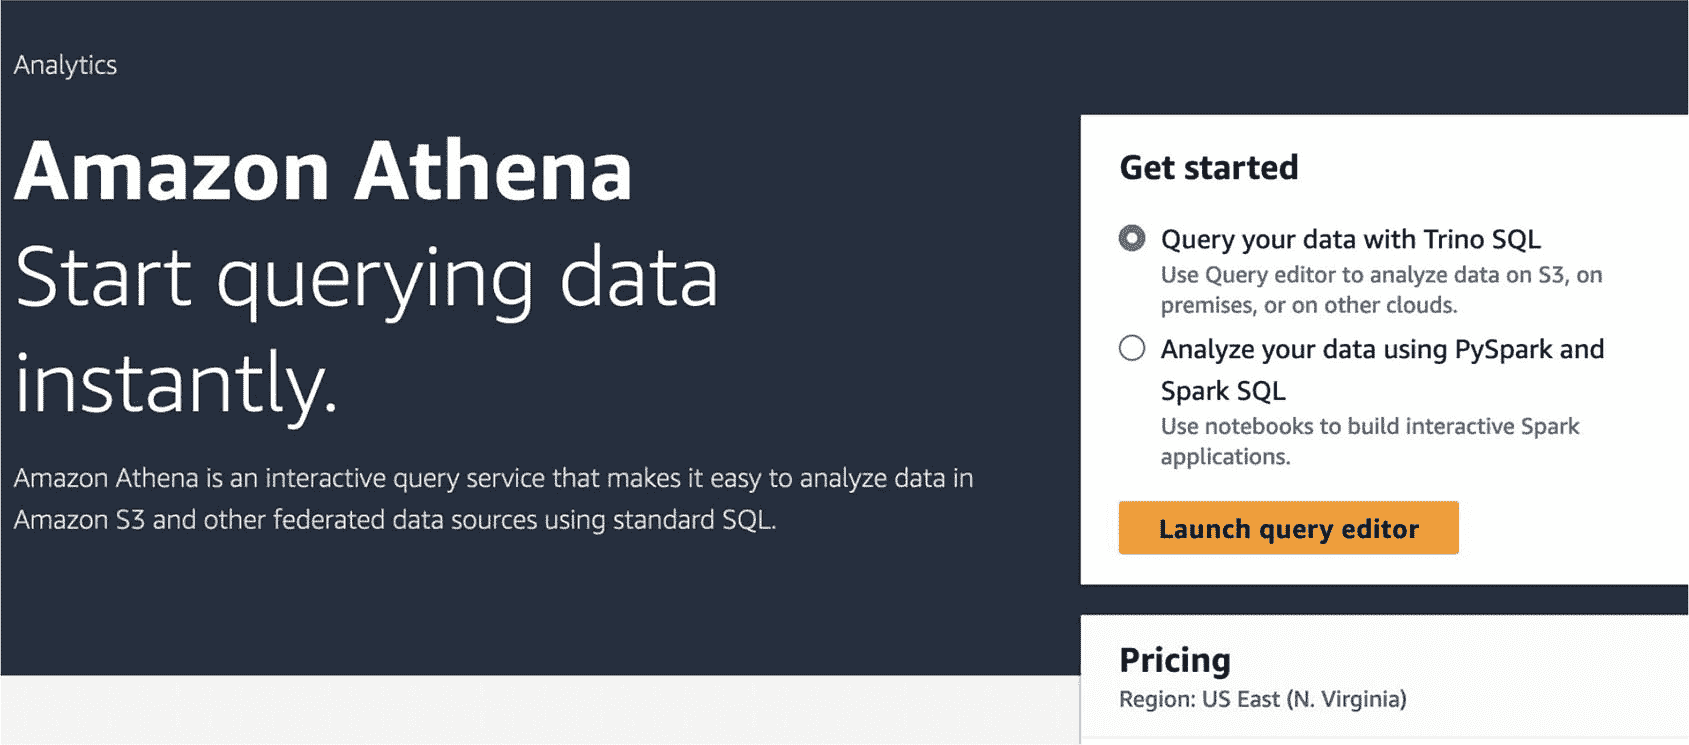 Analytics
Amazon Athena
Start querying data
instantly.
Amazon Athena is an interactive query service that makes it easy to analyze data in
Amazon S3 and other federated data sources using standard SQL.
Get started
Query your data with Trino SQL
Use Query editor to analyze data on S3, on
premises, or on other clouds.
Analyze your data using PySpark and
Spark SQL
Use notebooks to build interactive Spark
applications.
Launch query editor
Pricing
Region: US East (N. Virginia)